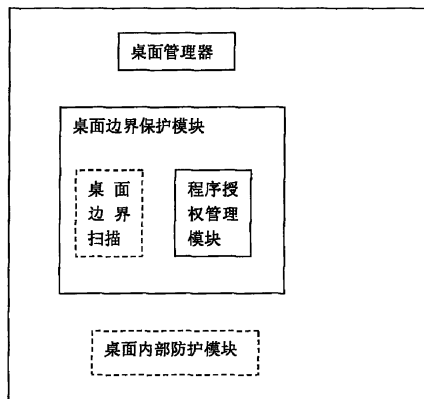 桌面管理器
桌面边界保护模块
桌 面
边 界
扫描
程序授
权管理
模块
桌面内部防护模块